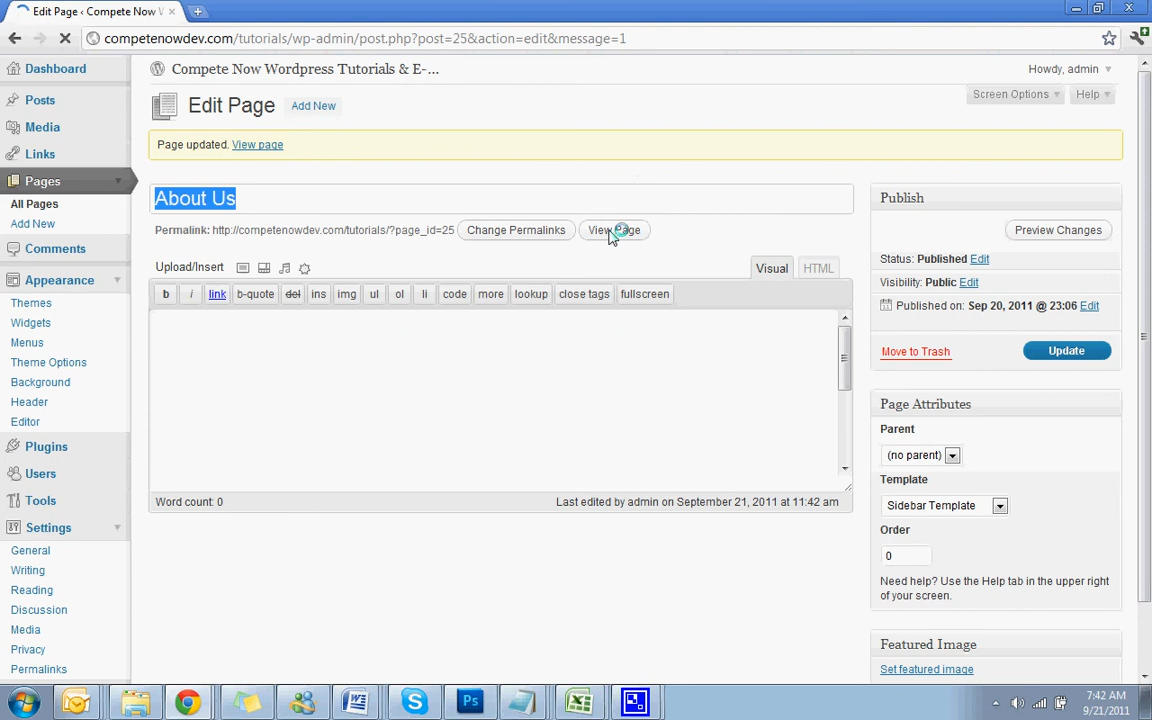 Edit Page ‹ Compete Now W
competenowdev.com/tutorials/wp-admin/post.php?post=25&action=edit&message=1
Dashboard
Posts
Media
Links
Pages
All Pages
Add New
Comments
Appearance
Themes
Widgets
Menus
Theme Options
Background
Header
Editor
Plugins
Users
Tools
Settings
General
Writing
Reading
Discussion
Media
Privacy
Permalinks
Compete Now Wordpress Tutorials & E-...
Howdy, admin
Screen Options
Help
Edit Page
Add New
Page updated. View page
About Us
Permalink: http://competenowdev.com/tutorials/?page_id=25
Change Permalinks
View Page
Upload/Insert
Visual
HTML
b
i
link
b-quote
del
ins
img
ul
ol
li
code
more
lookup
close tags
fullscreen
Word count: 0
Last edited by admin on September 21, 2011 at 11:42 am
Publish
Preview Changes
Status: Published Edit
Visibility: Public Edit
Published on: Sep 20, 2011 @ 23:06 Edit
Move to Trash
Update
Page Attributes
Parent
(no parent)
Template
Sidebar Template
Order
0
Need help? Use the Help tab in the upper right
of your screen.
Featured Image
Set featured image
7:42 AM
9/21/2011